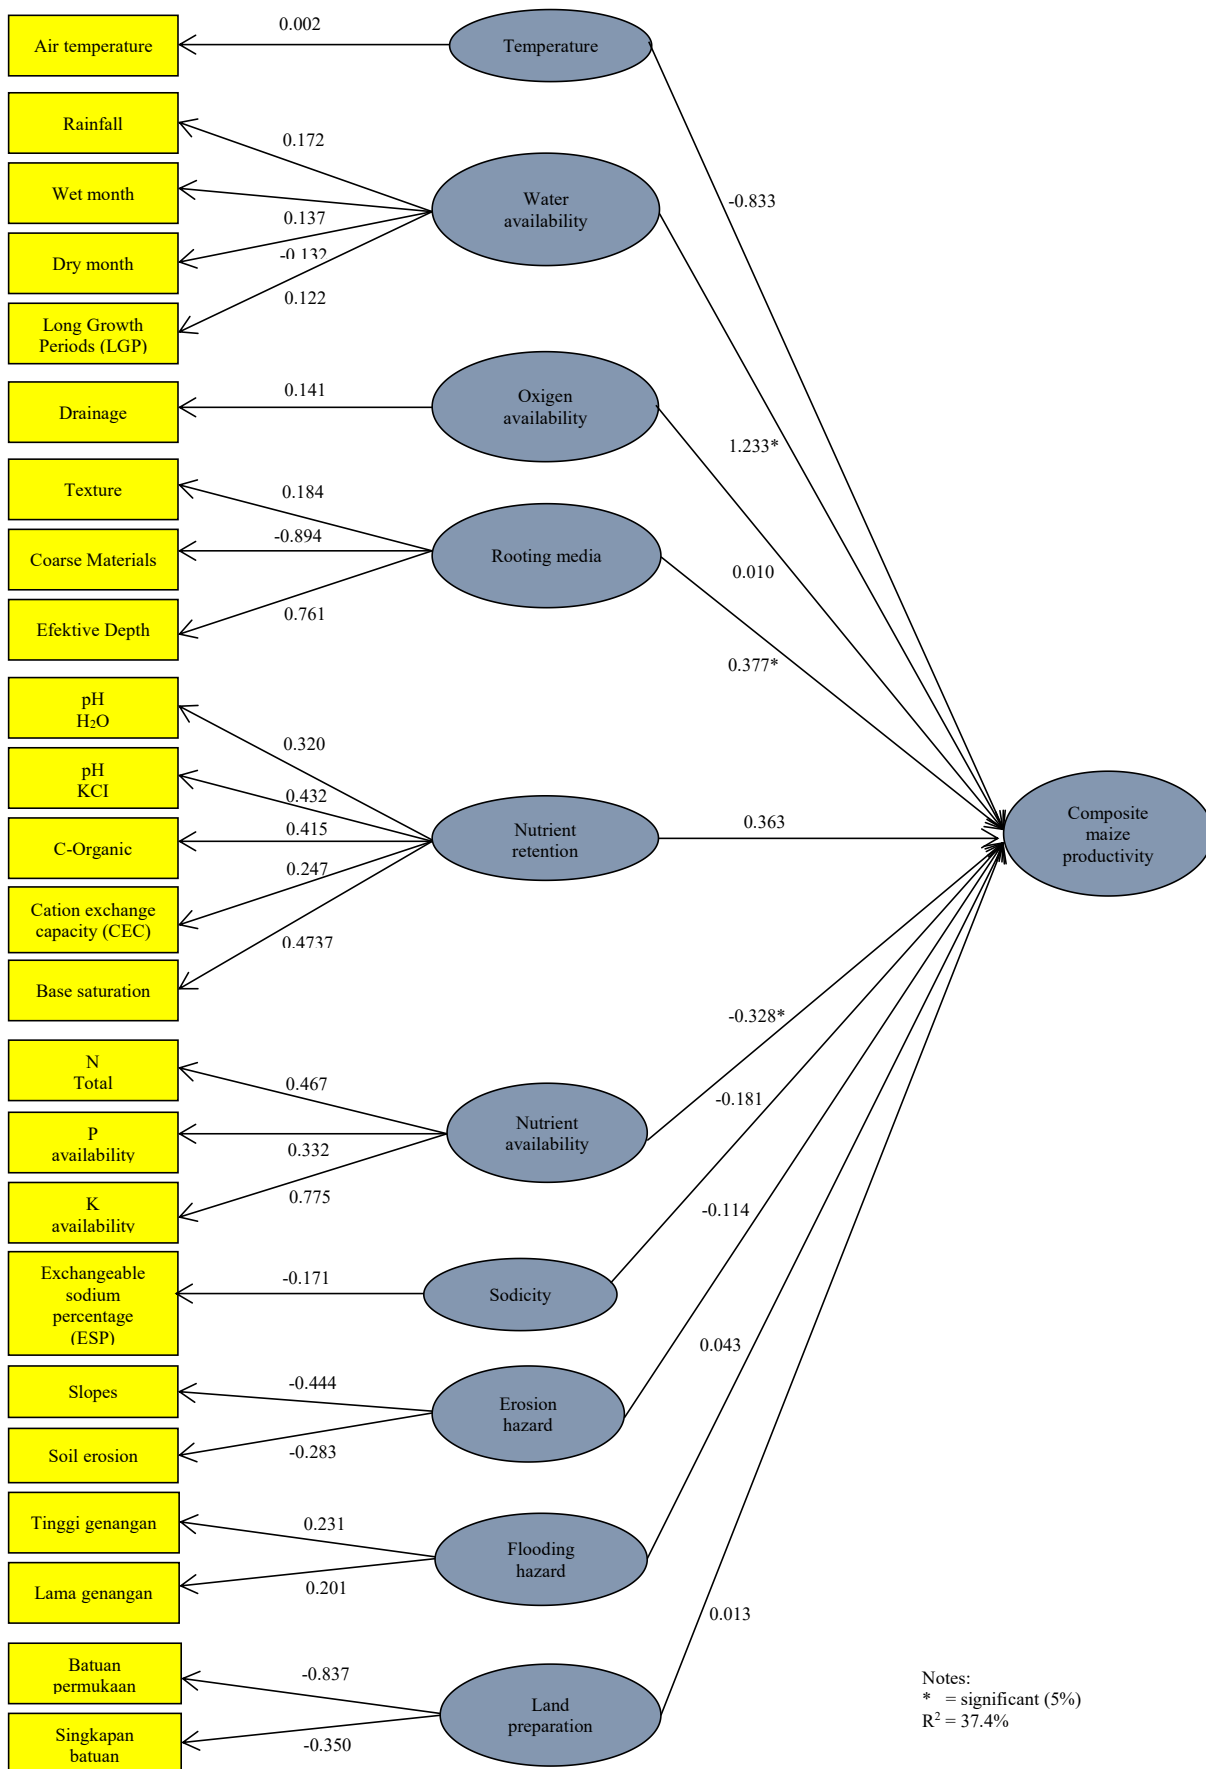 Air temperature
0.002
Temperature
Rainfall
0.172
Wet month
0.137
Water
availability
-0.833
Dry month
-0.132
Long Growth
Periods (LGP)
0.122
Drainage
0.141
Oxigen
availability
1.233*
Texture
0.184
Coarse Materials
-0.894
Rooting media
0.010
Efektive Depth
0.761
0.377*
pH
H₂O
0.320
pH
KCI
0.432
C-Organic
0.415
Nutrient
retention
0.363
Composite
maize
productivity
Cation exchange
capacity (CEC)
0.247
Base saturation
0.4737
N
Total
0.467
-0.328*
P
availability
0.332
Nutrient
availability
-0.181
K
availability
0.775
-0.114
Exchangeable
sodium
percentage
(ESP)
-0.171
Sodicity
0.043
Slopes
-0.444
Erosion
hazard
Soil erosion
-0.283
Tinggi genangan
0.231
Flooding
hazard
Lama genangan
0.201
0.013
Batuan
permukaan
-0.837
Land
preparation
Singkapan
batuan
-0.350
Notes:
* = significant (5%)
R² = 37.4%